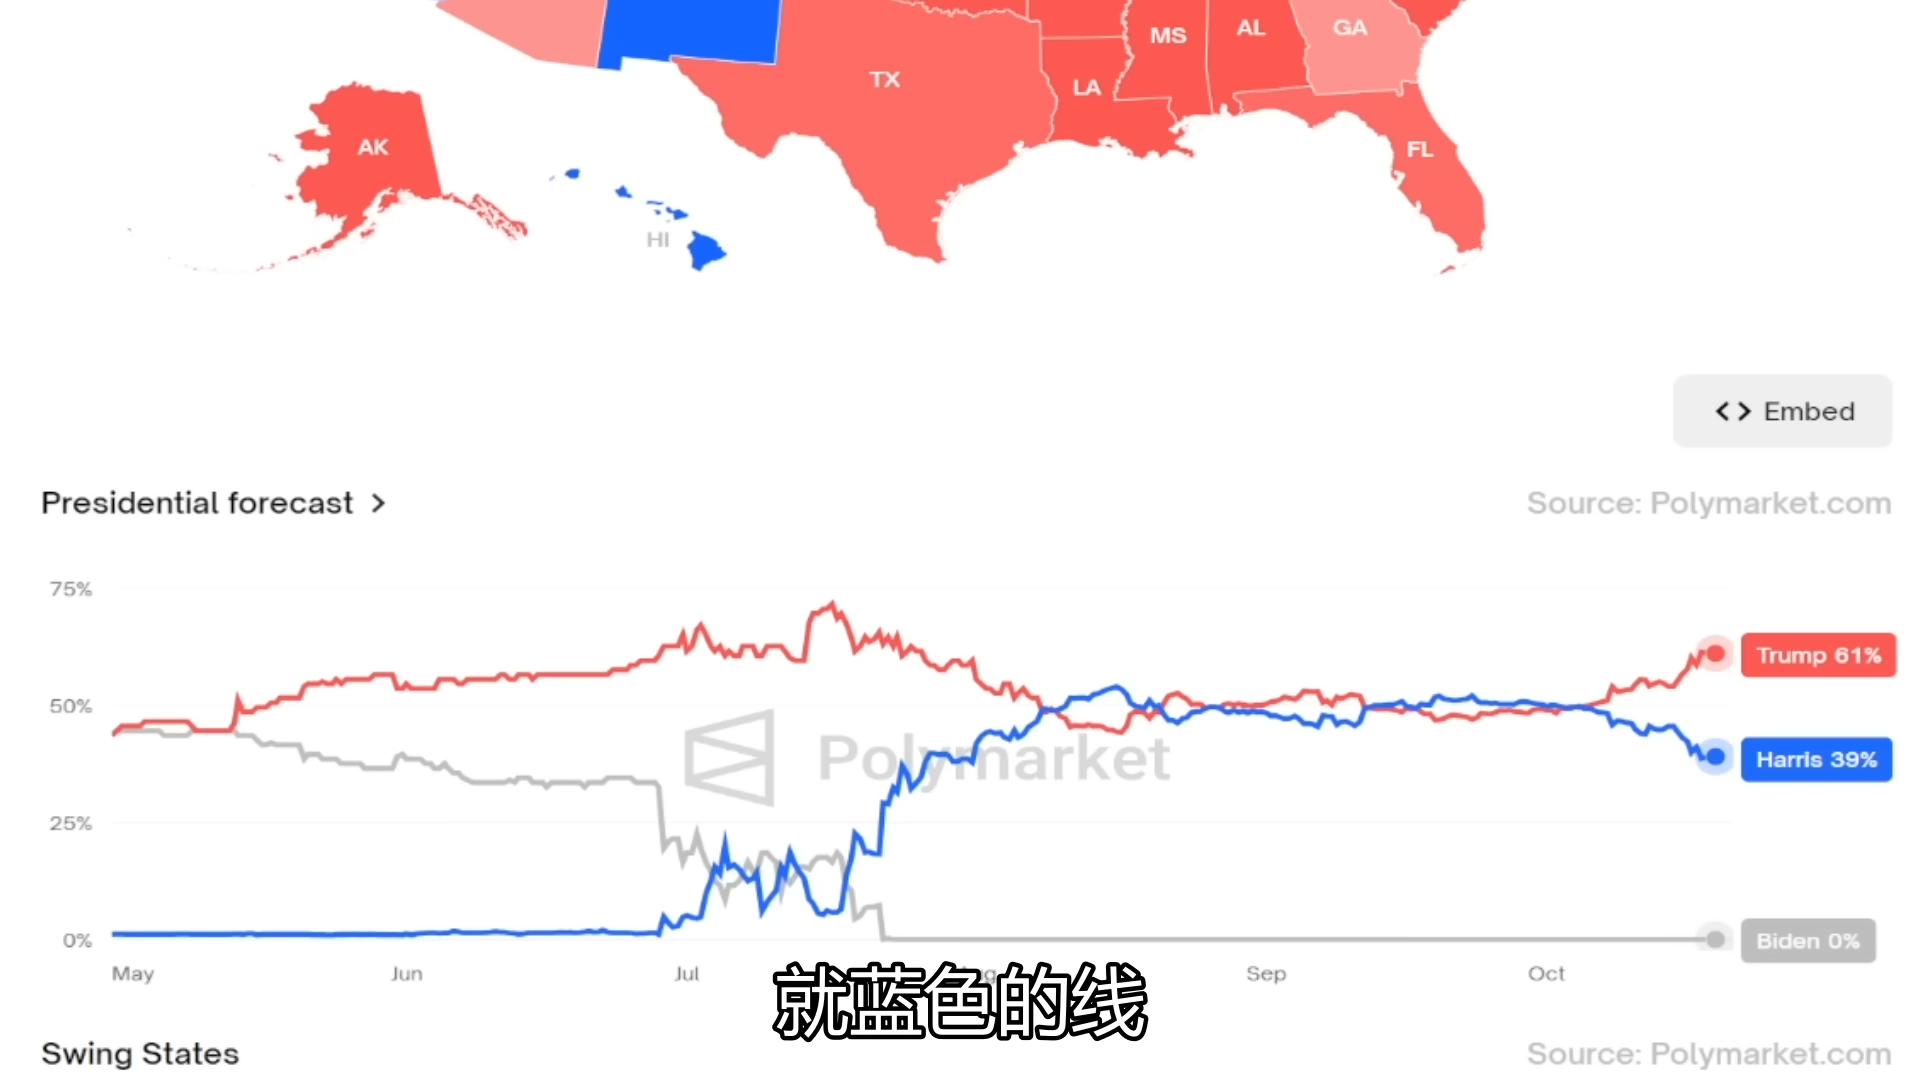 MS
AL
GA
TX
LA
AK
FL
HI
<> Embed
Presidential forecast >
Source: Polymarket.com
75%
50%
25%
0%
Polymarket
Trump 61%
Harris 39%
Biden 0%
May
Jun
Jul
Sep
Oct
就蓝色的线
Swing States
Source: Polymarket.com